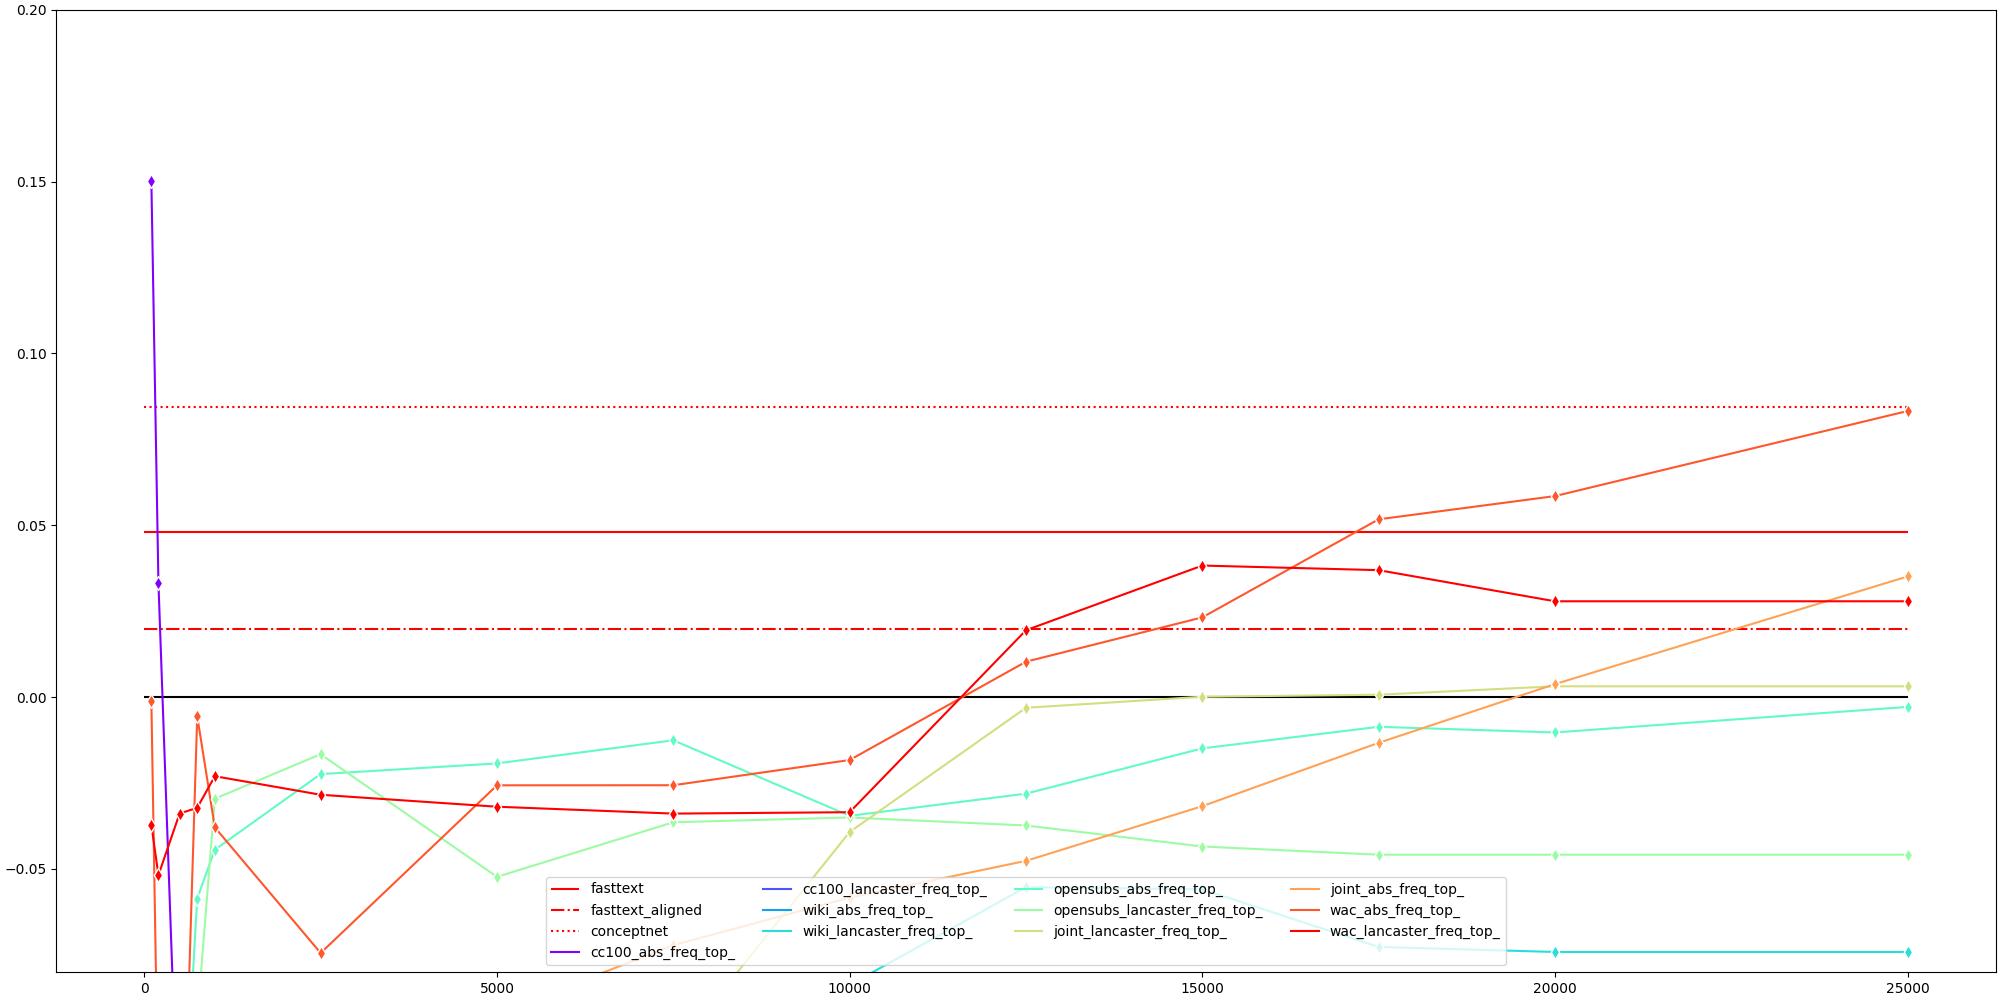 0.20
0.15
0.10
0.05
0.00
−0.05
0
5000
10000
15000
20000
25000
fasttext
fasttext_aligned
conceptnet
cc100_abs_freq_top_
cc100_lancaster_freq_top_
wiki_abs_freq_top_
wiki_lancaster_freq_top_
opensubs_abs_freq_top_
opensubs_lancaster_freq_top_
joint_lancaster_freq_top_
joint_abs_freq_top_
wac_abs_freq_top_
wac_lancaster_freq_top_